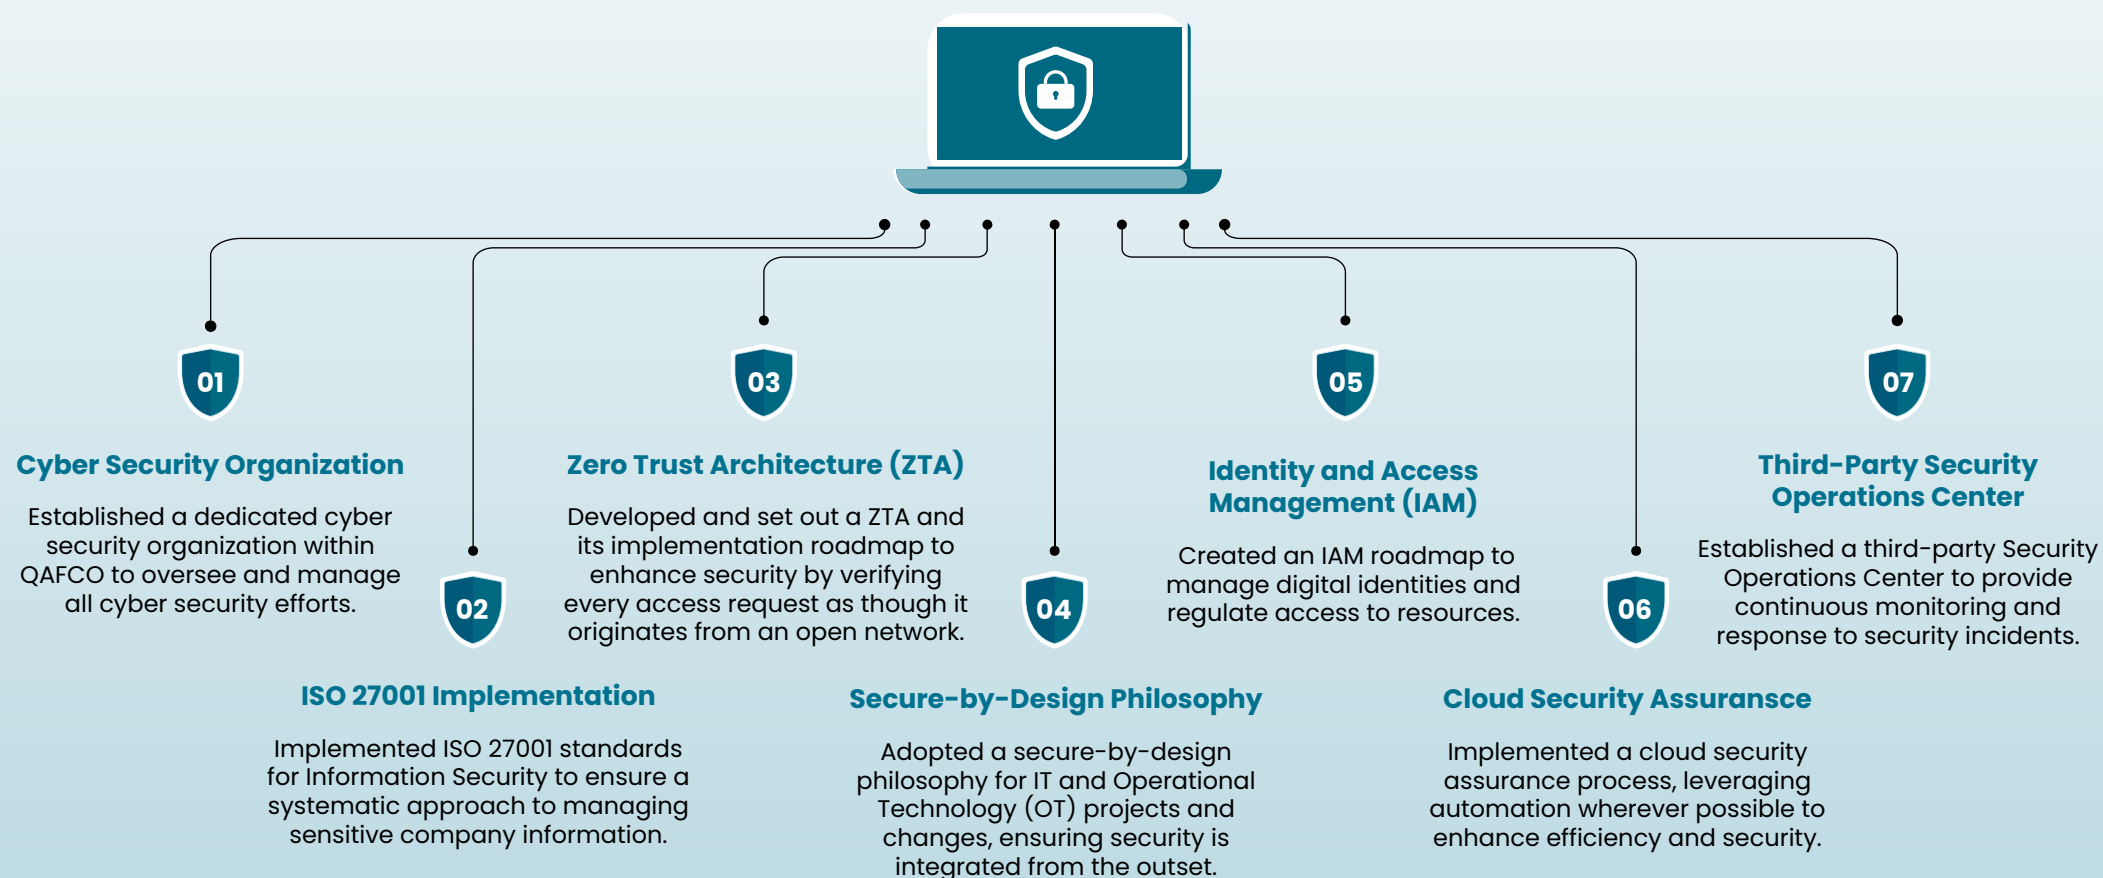 01
Cyber Security Organization
Established a dedicated cyber
security organization within
QAFCO to oversee and manage
all cyber security efforts.
02
ISO 27001 Implementation
Implemented ISO 27001 standards
for Information Security to ensure a
systematic approach to managing
sensitive company information.
03
Zero Trust Architecture (ZTA)
Developed and set out a ZTA and
its implementation roadmap to
enhance security by verifying
every access request as though it
originates from an open network.
04
Secure-by-Design Philosophy
Adopted a secure-by-design
philosophy for IT and Operational
Technology (OT) projects and
changes, ensuring security is
integrated from the outset.
05
Identity and Access
Management (IAM)
Created an IAM roadmap to
manage digital identities and
regulate access to resources.
06
Cloud Security Assuransce
Implemented a cloud security
assurance process, leveraging
automation wherever possible to
enhance efficiency and security.
07
Third-Party Security
Operations Center
Established a third-party Security
Operations Center to provide
continuous monitoring and
response to security incidents.